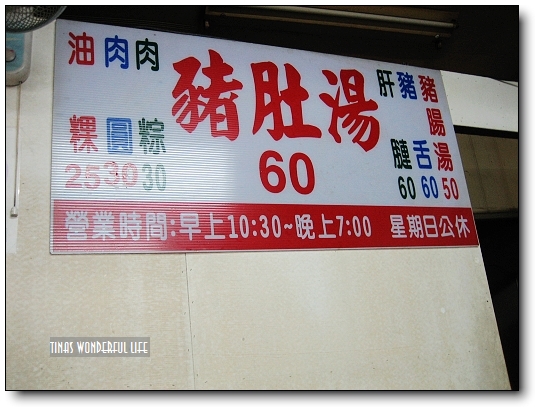 油粿 25
肉圓 30
肉粽 30
豬肚湯
60
肝膇 60
豬舌 60
豬腸湯 50
營業時間:早上10:30~晚上7:00 星期日公休
TINAS WONDERFUL LIFE